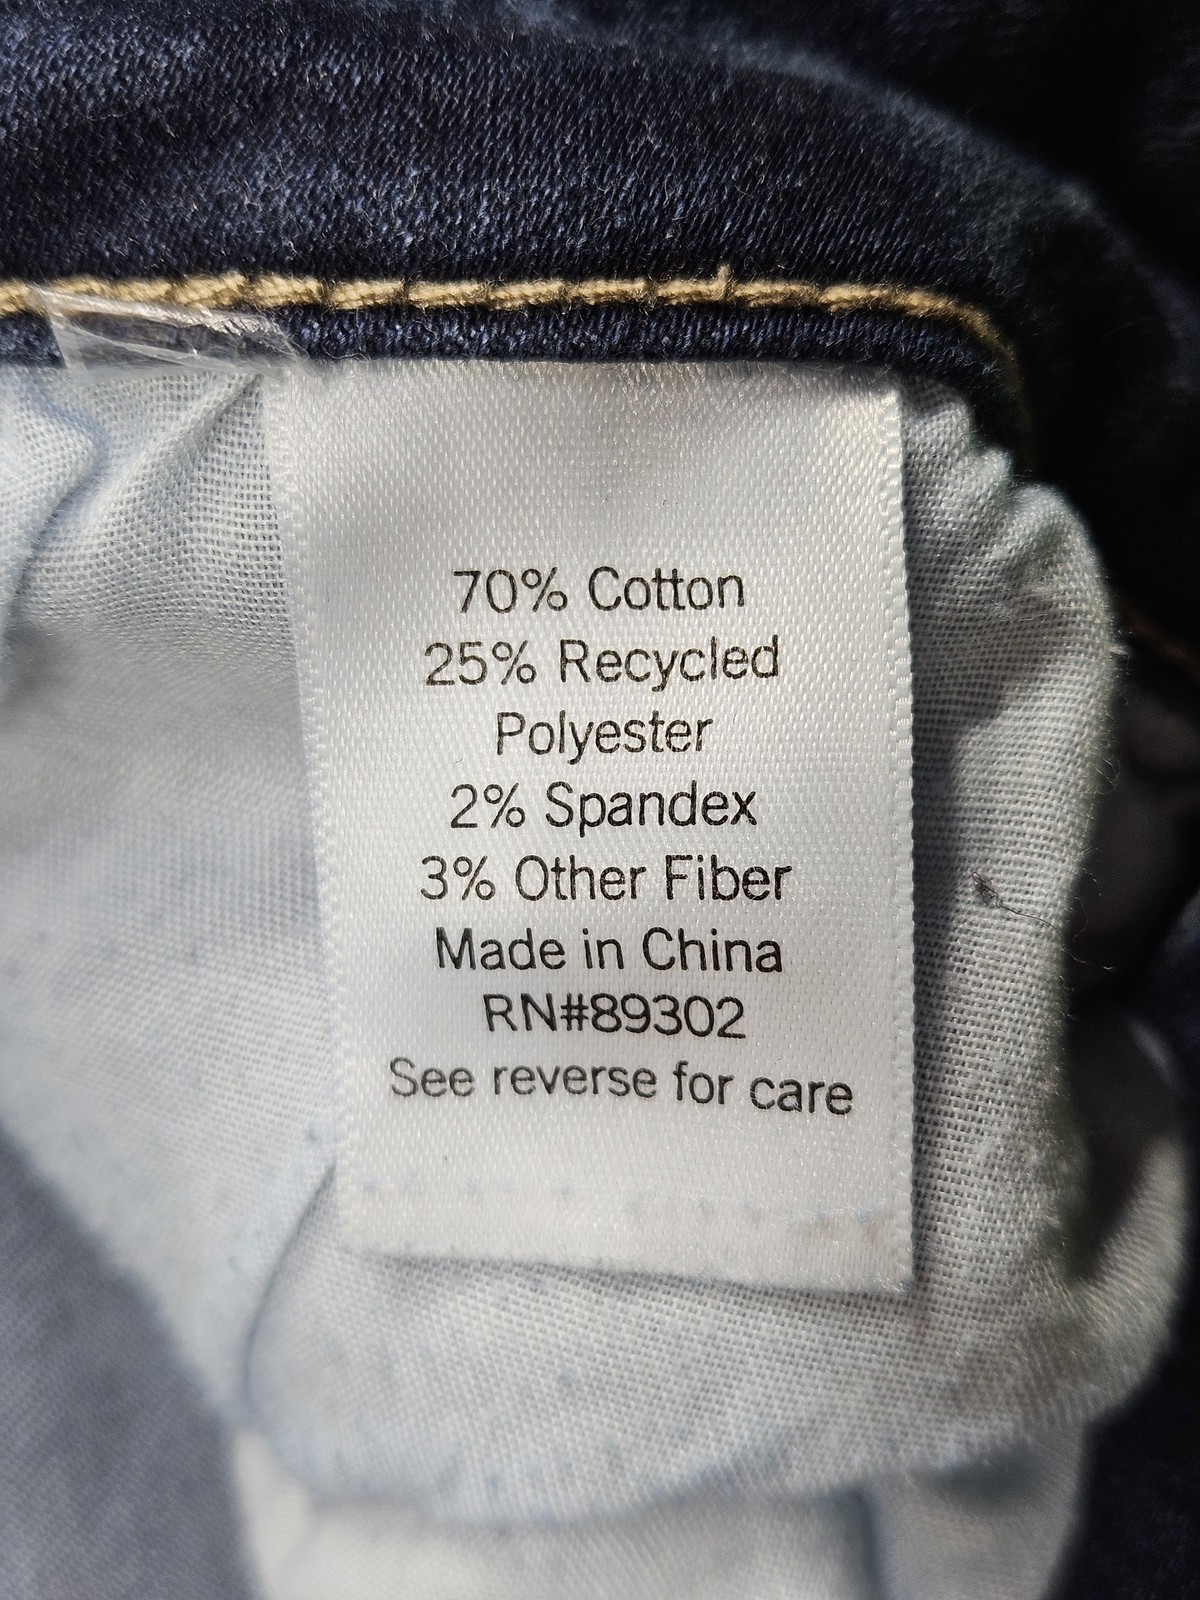 70% Cotton
25% Recycled
Polyester
2% Spandex
3% Other Fiber
Made in China
RN#89302
See reverse for care